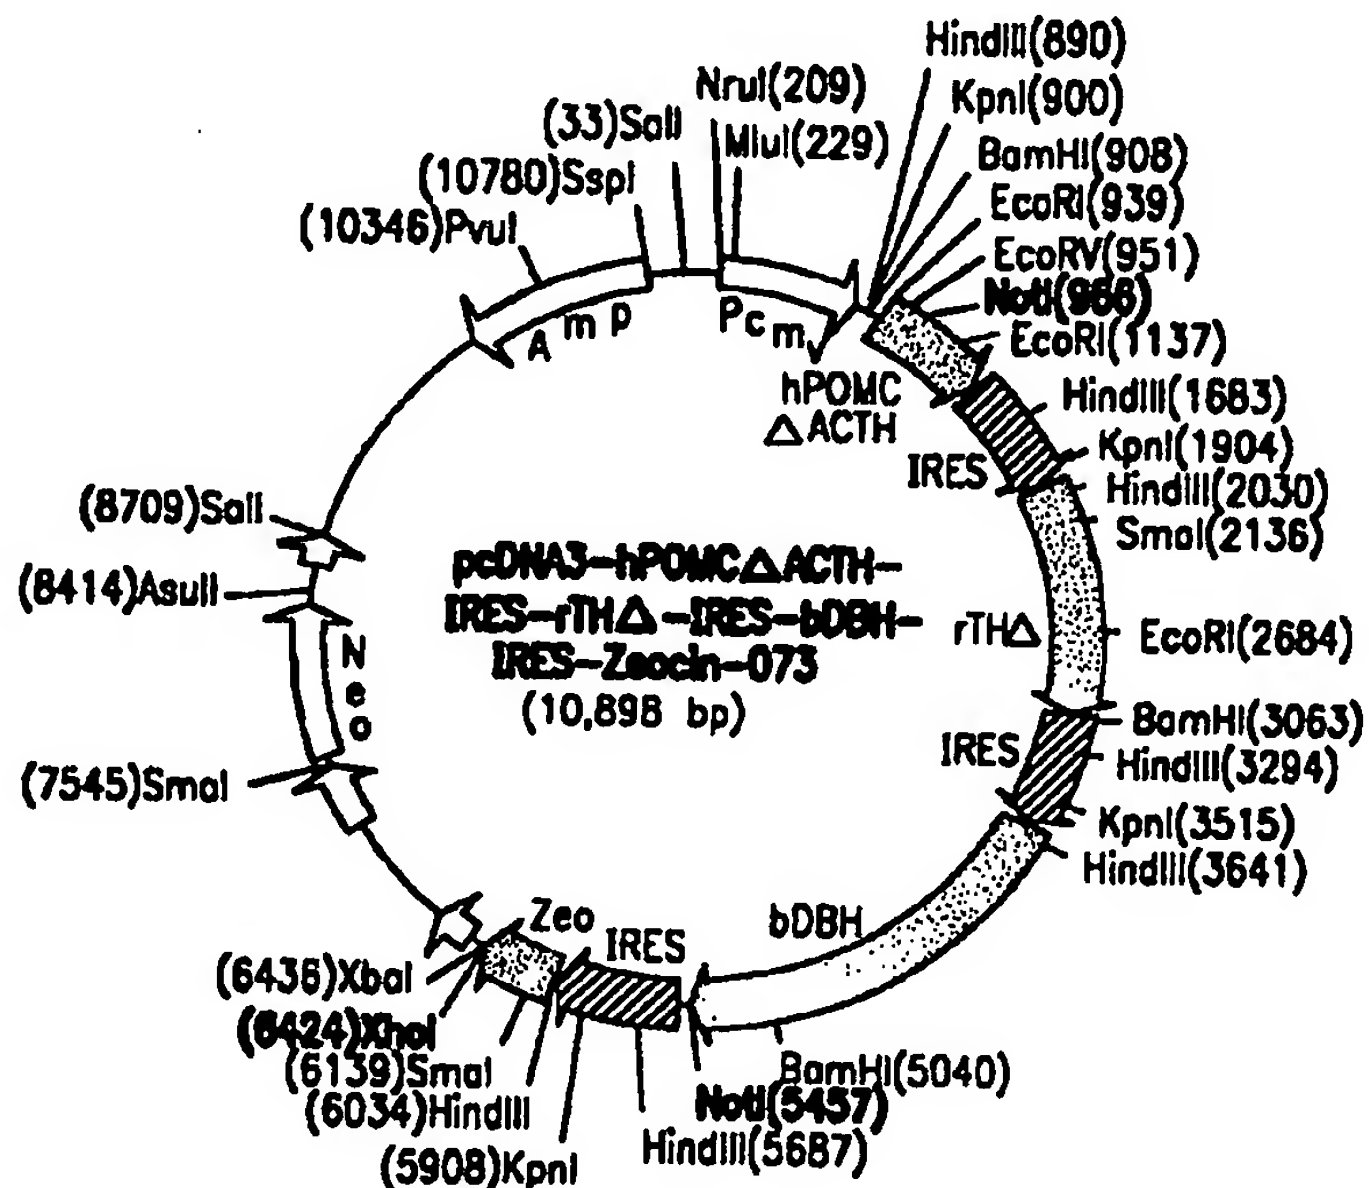 HindIII(890)
NruI(209)
KpnI(900)
(33)SalI
MluI(229)
BamHI(908)
(10780)SspI
EcoRI(939)
(10346)PvuI
EcoRV(951)
NotI(966)
EcoRI(1137)
Amp
Pcmv
hPOMC
ΔACTH
HindIII(1683)
KpnI(1904)
IRES
HindIII(2030)
SmaI(2136)
(8709)SalI
(8414)AsuII
pcDNA3-hPOMCΔACTH-
IRES-rTHΔ-IRES-bDBH-
IRES-Zeocin-073
(10,898 bp)
rTHΔ
EcoRI(2684)
Neo
BamHI(3063)
IRES
HindIII(3294)
(7545)SmaI
KpnI(3515)
HindIII(3641)
bDBH
Zeo
IRES
(6436)XbaI
(6424)XhoI
(6139)SmaI
(6034)HindIII
(5908)KpnI
BamHI(5040)
NotI(5457)
HindIII(5687)